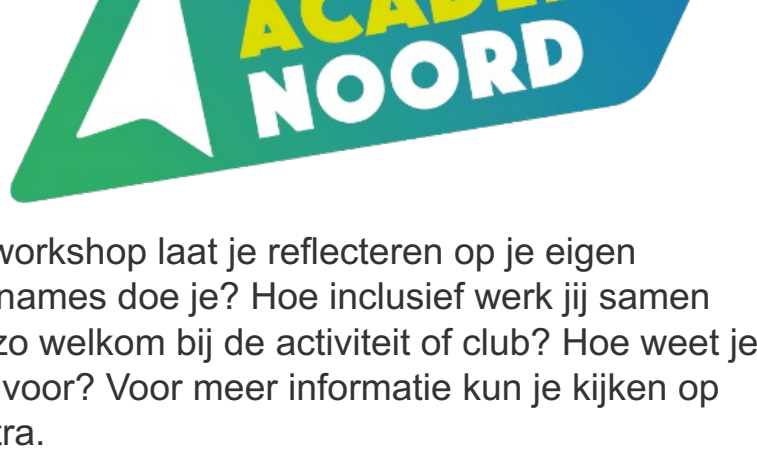 NOORD
workshop laat je reflecteren op je eigen
names doe je? Hoe inclusief werk jij samen
zo welkom bij de activiteit of club? Hoe weet je
voor? Voor meer informatie kun je kijken op
tra.